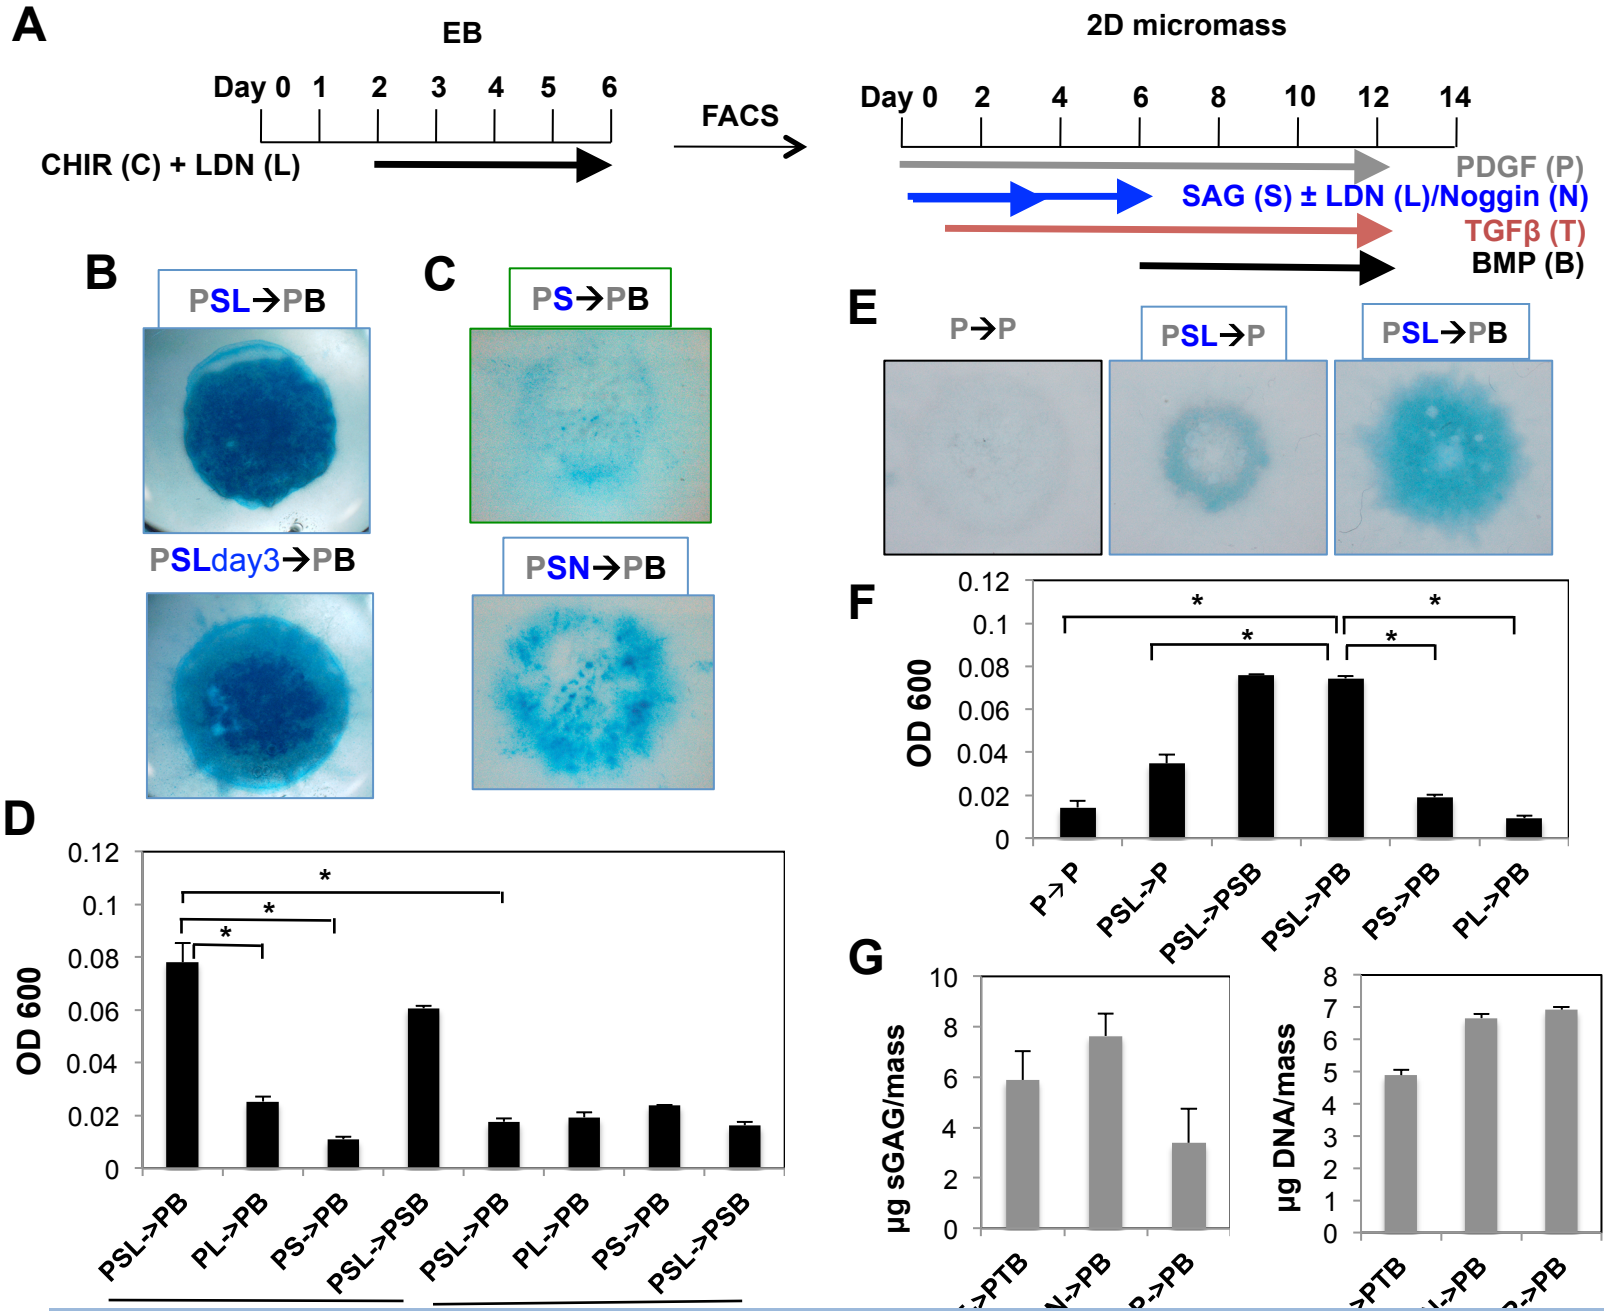 A
EB
Day 0 1 2 3 4 5 6
CHIR (C) + LDN (L)
FACS
2D micromass
Day 0 2 4 6 8 10 12 14
PDGF (P)
SAG (S) ± LDN (L)/Noggin (N)
TGFβ (T)
BMP (B)
B
PSL→PB
PSLday3→PB
C
PS→PB
PSN→PB
D
OD 600
0.12
0.1
0.08
0.06
0.04
0.02
0
*
*
*
PSL->PB
PL->PB
PS->PB
PSL->PSB
PSL->PB
PL->PB
PS->PB
PSL->PSB
E
P→P
PSL→P
PSL→PB
F
OD 600
0.12
0.1
0.08
0.06
0.04
0.02
0
*
*
*
*
P→P
PSL->P
PSL->PSB
PSL->PB
PS->PB
PL->PB
G
µg sGAG/mass
10
8
6
4
2
0
->PTB
N->PB
->PB
µg DNA/mass
8
7
6
5
4
3
2
1
0
->PTB
->PB
->PB